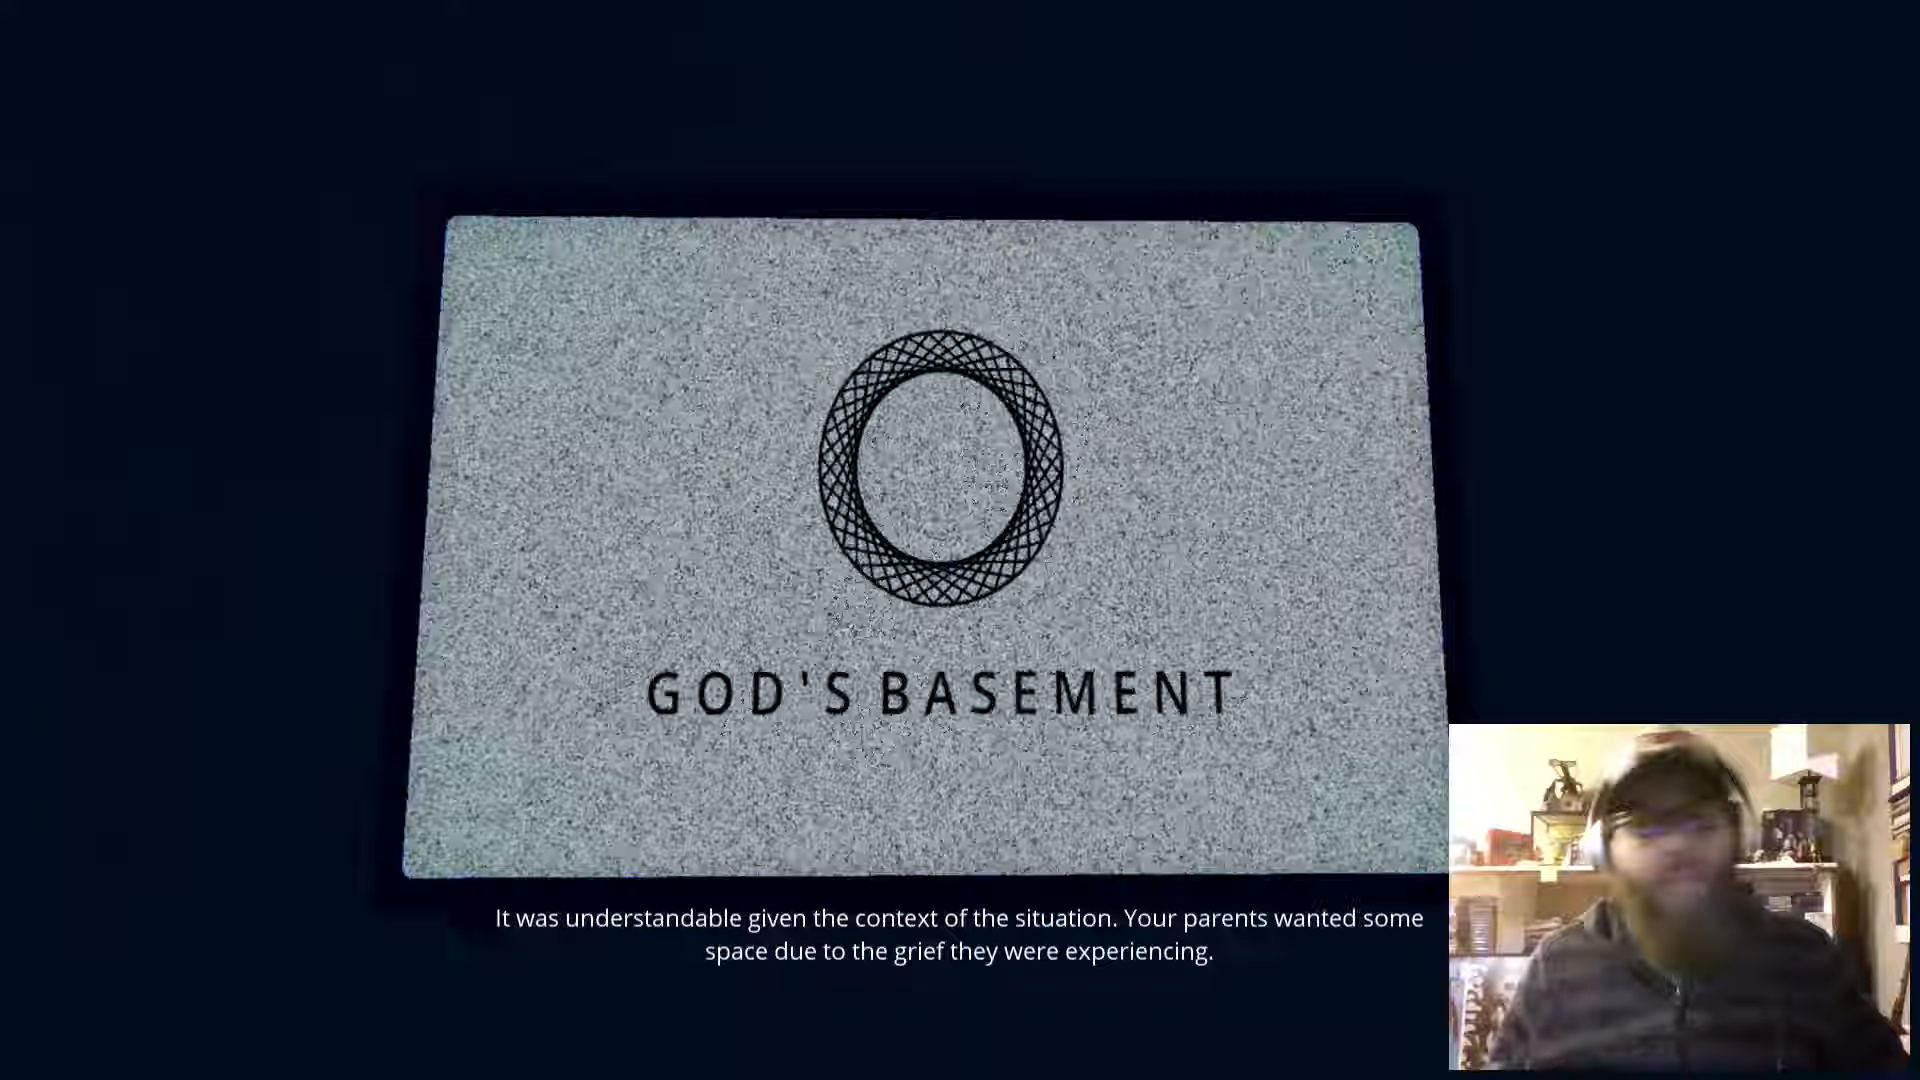 GOD'S BASEMENT
It was understandable given the context of the situation. Your parents wanted some
space due to the grief they were experiencing.